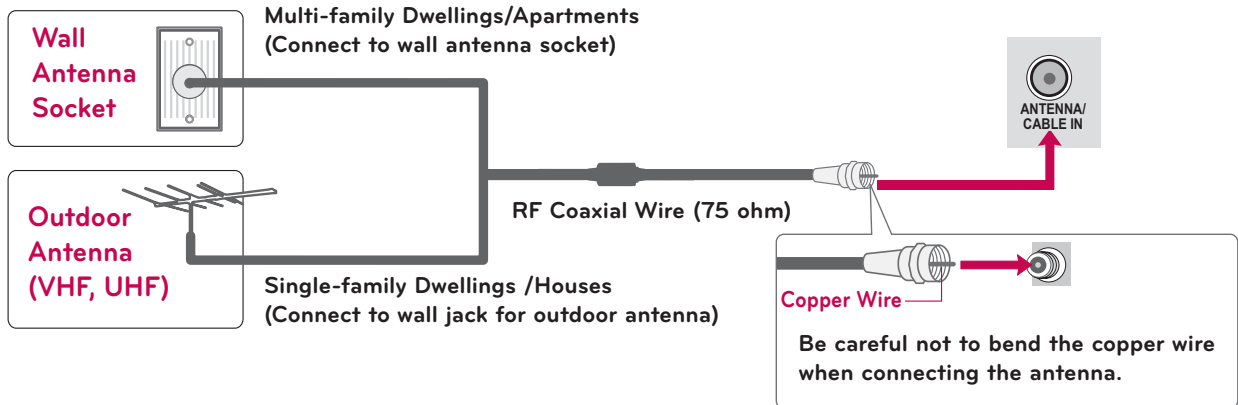 Multi-family Dwellings/Apartments
(Connect to wall antenna socket)
Wall
Antenna
Socket
ANTENNA/
CABLE IN
RF Coaxial Wire (75 ohm)
Outdoor
Antenna
(VHF, UHF)
Single-family Dwellings /Houses
(Connect to wall jack for outdoor antenna)
Copper Wire
Be careful not to bend the copper wire
when connecting the antenna.